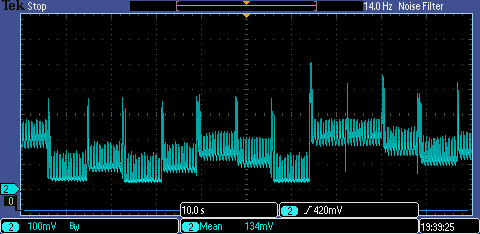 Tek Stop 14.0 Hz Noise Filter
2
0
10.0 s 2 420mV
2 100mV Bw 2 Mean 134mV 19:39:25